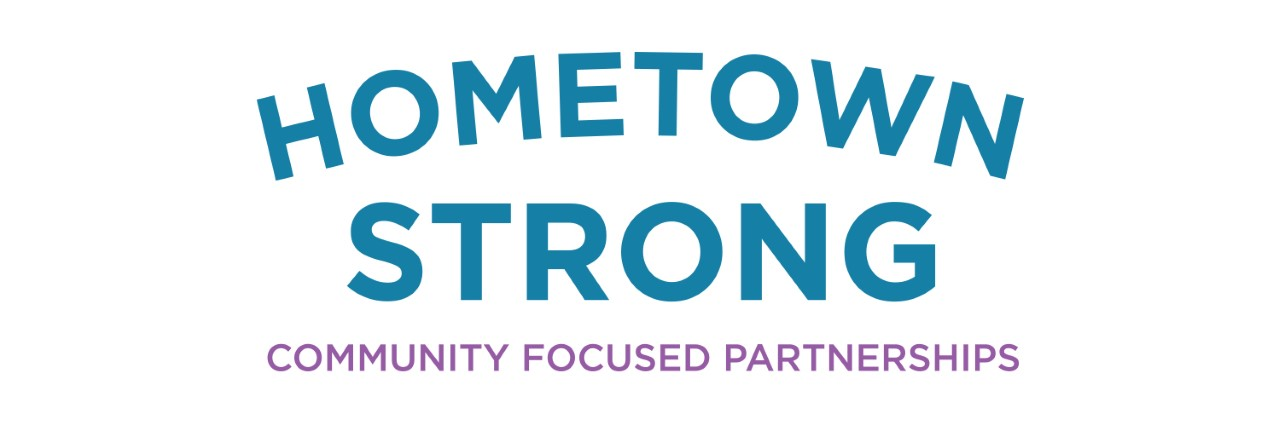 HOMETOWN
STRONG
COMMUNITY FOCUSED PARTNERSHIPS